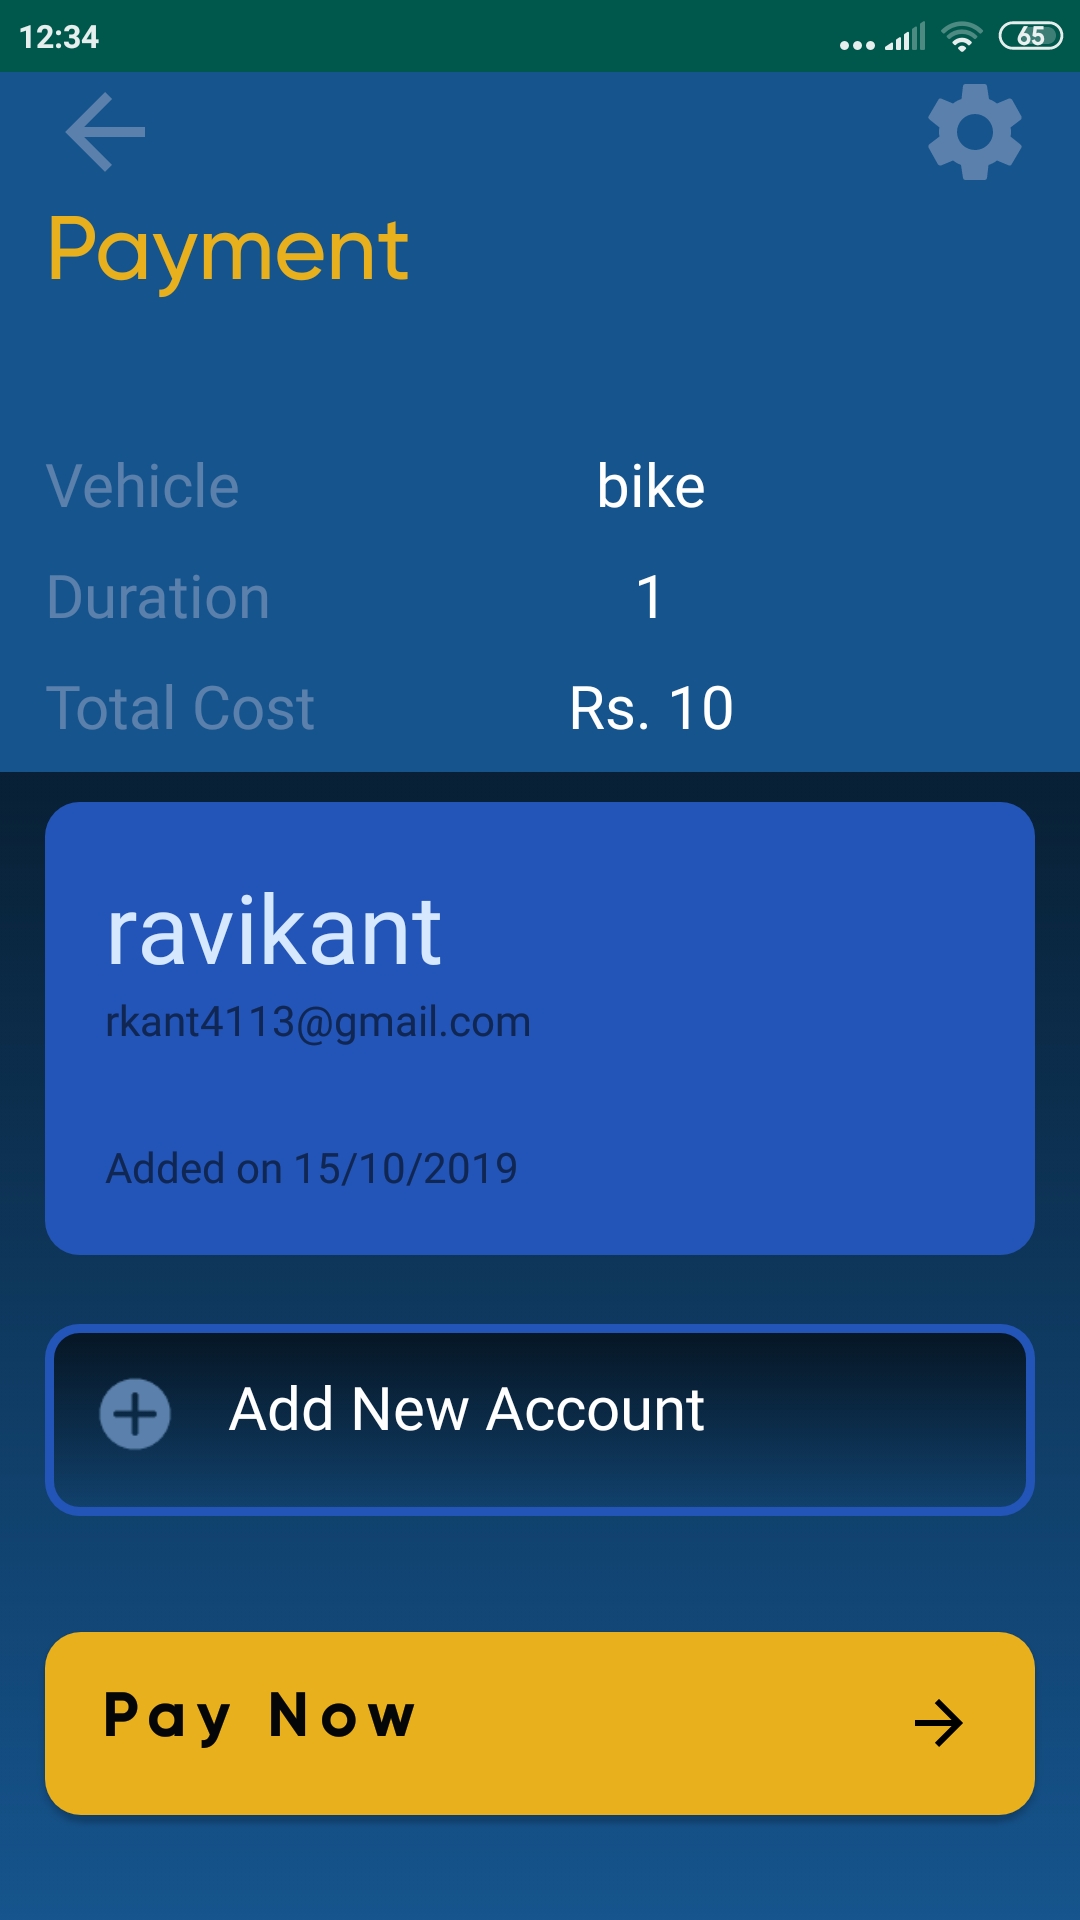 12:34 65
Payment
Vehicle bike
Duration 1
Total Cost Rs. 10
ravikant
rkant4113@gmail.com
Added on 15/10/2019
Add New Account
Pay Now